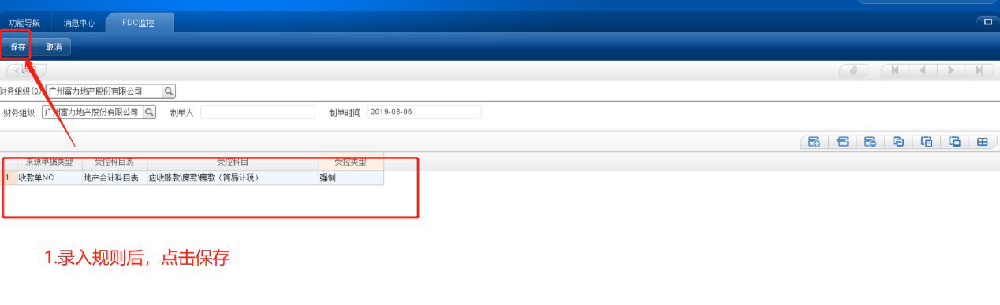 功能导航 消息中心 FDC监控
保存 取消
<返回
财务组织(O) 广州富力地产股份有限公司
财务组织 广州富力地产股份有限公司 制单人 制单时间 2019-08-06
来源单据类型 受控科目表 受控科目 受控类型
1 收款单NC 地产会计科目表 应收账款\房款\房款（简易计税） 强制
1.录入规则后，点击保存